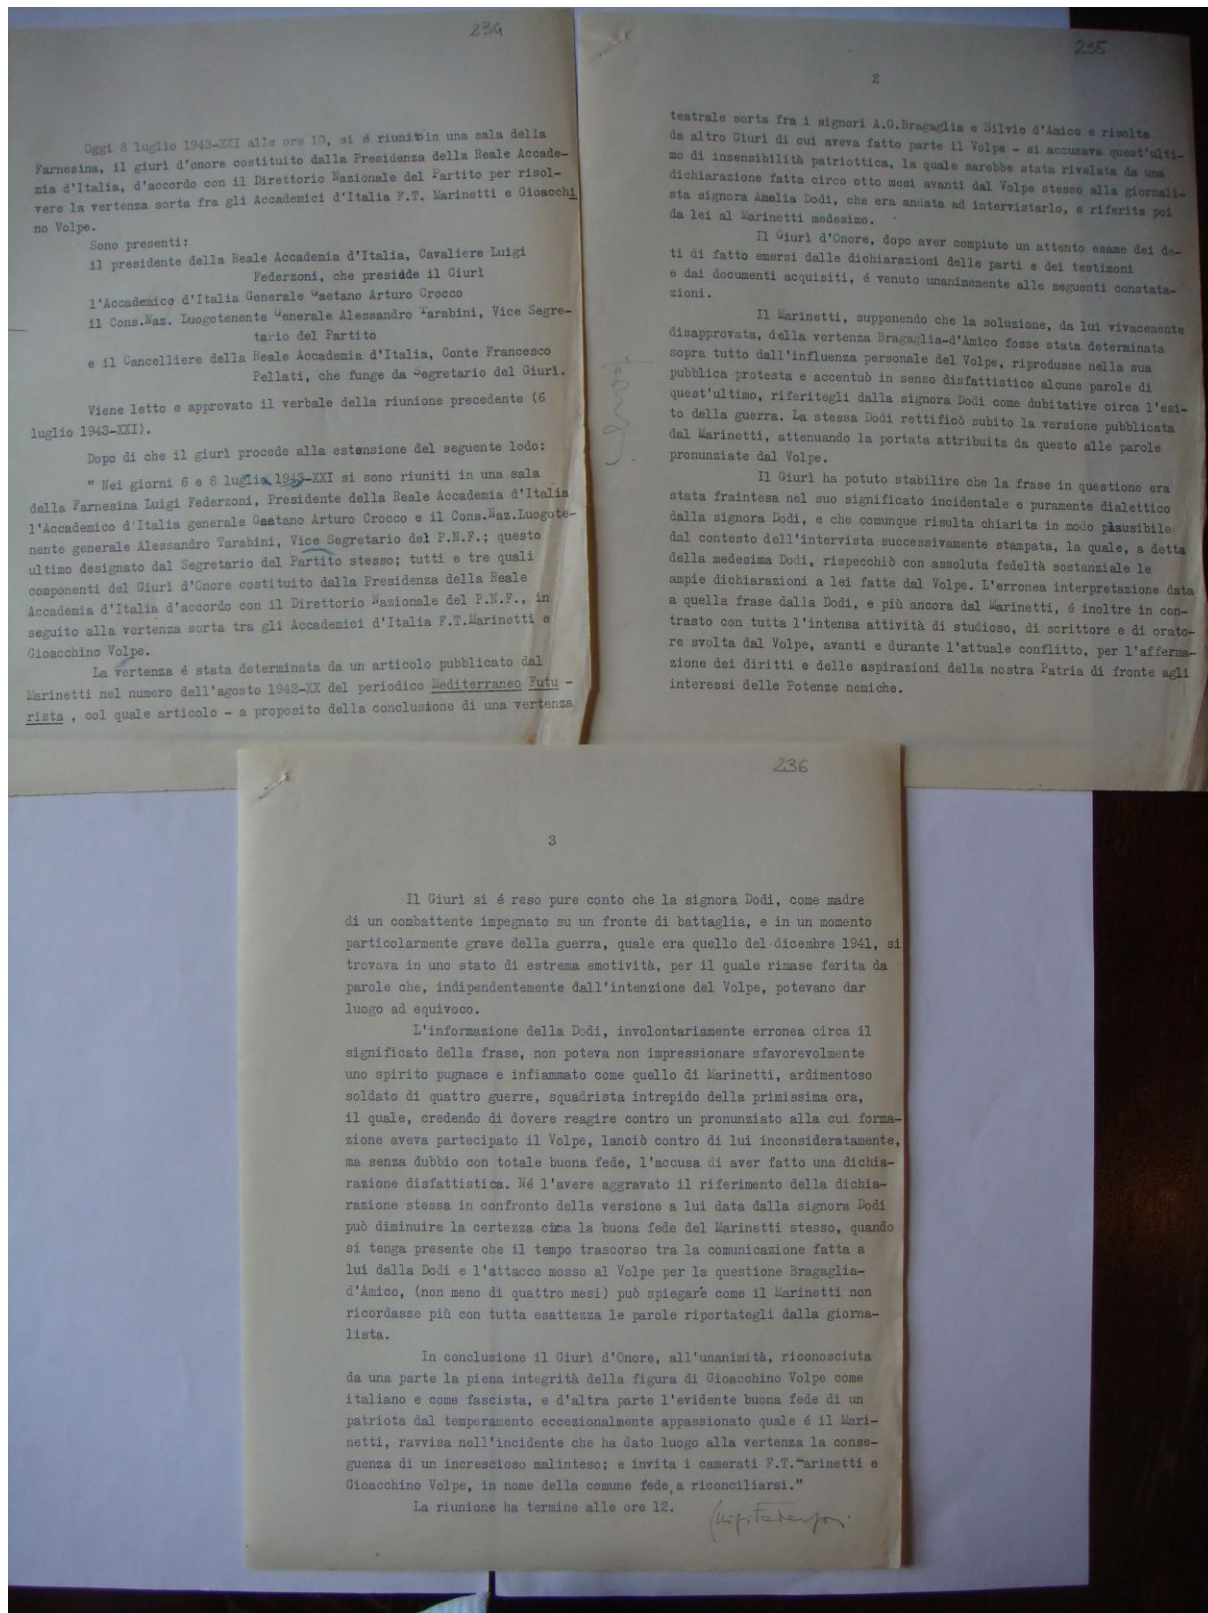 234
Oggi 8 luglio 1943-XXI alle ore 10, si é riunito in una sala della
Farnesina, il giurì d'onore costituito dalla Presidenza della Reale Accade-
mia d'Italia, d'accordo con il Direttorio Nazionale del Partito per risol-
vere la vertenza sorta fra gli Accademici d'Italia F.T. Marinetti e Gioacchi
no Volpe.
Sono presenti:
il presidente della Reale Accademia d'Italia, Cavaliere Luigi
Federzoni, che presiede il Giurì
l'Accademico d'Italia Generale Gaetano Arturo Crocco
il Cons.Naz. Luogotenente Generale Alessandro Tarabini, Vice Segre-
tario del Partito
e il Cancelliere della Reale Accademia d'Italia, Conte Francesco
Pellati, che funge da Segretario del Giurì.
Viene letto e approvato il verbale della riunione precedente (6
luglio 1943-XXI).
Dopo di che il giurì procede alla estensione del seguente lodo:
" Nei giorni 6 e 8 luglio 1943-XXI si sono riuniti in una sala
della Farnesina Luigi Federzoni, Presidente della Reale Accademia d'Italia
l'Accademico d'Italia generale Gaetano Arturo Crocco e il Cons.Naz.Luogote-
nente generale Alessandro Tarabini, Vice Segretario del P.N.F.; questo
ultimo designato dal Segretario del Partito stesso; tutti e tre quali
componenti del Giurì d'Onore costituito dalla Presidenza della Reale
Accademia d'Italia d'accordo con il Direttorio Nazionale del P.N.F., in
seguito alla vertenza sorta tra gli Accademici d'Italia F.T.Marinetti e
Gioacchino Volpe.
La vertenza é stata determinata da un articolo pubblicato dal
Marinetti nel numero dell'agosto 1942-XX del periodico Mediterraneo Futu -
rista , col quale articolo - a proposito della conclusione di una vertenza
235
2
teatrale sorta fra i signori A.G.Bragaglia e Silvio d'Amico e risolta
da altro Giurì di cui aveva fatto parte il Volpe - si accusava quest'ulti-
mo di insensibilità patriottica, la quale sarebbe stata rivelata da una
dichiarazione fatta circo otto mesi avanti dal Volpe stesso alla giornali-
sta signora Amelia Dodi, che era andata ad intervistarlo, e riferita poi
da lei al Marinetti medesimo.
Il Giurì d'Onore, dopo aver compiuto un attento esame dei da-
ti di fatto emersi dalle dichiarazioni delle parti e dei testimoni
e dai documenti acquisiti, é venuto unanimemente alle seguenti constata-
zioni.
Il Marinetti, supponendo che la soluzione, da lui vivacemente
disapprovata, della vertenza Bragaglia-d'Amico fosse stata determinata
sopra tutto dall'influenza personale del Volpe, riprodusse nella sua
pubblica protesta e accentuò in senso disfattistico alcune parole di
quest'ultimo, riferitegli dalla signora Dodi come dubitative circa l'esi-
to della guerra. La stessa Dodi rettificò subito la versione pubblicata
dal Marinetti, attenuando la portata attribuita da questo alle parole
pronunziate dal Volpe.
Il Giurì ha potuto stabilire che la frase in questione era
stata fraintesa nel suo significato incidentale e puramente dialettico
dalla signora Dodi, e che comunque risulta chiarita in modo plausibile
dal contesto dell'intervista successivamente stampata, la quale, a detta
della medesima Dodi, rispecchiò con assoluta fedeltà sostanziale le
ampie dichiarazioni a lei fatte dal Volpe. L'erronea interpretazione data
a quella frase dalla Dodi, e più ancora dal Marinetti, é inoltre in con-
trasto con tutta l'intensa attività di studioso, di scrittore e di orato-
re svolta dal Volpe, avanti e durante l'attuale conflitto, per l'afferma-
zione dei diritti e delle aspirazioni della nostra Patria di fronte agli
interessi delle Potenze nemiche.
236
3
Il Giurì si é reso pure conto che la signora Dodi, come madre
di un combattente impegnato su un fronte di battaglia, e in un momento
particolarmente grave della guerra, quale era quello del dicembre 1941, si
trovava in uno stato di estrema emotività, per il quale rimase ferita da
parole che, indipendentemente dall'intenzione del Volpe, potevano dar
luogo ad equivoco.
L'informazione della Dodi, involontariamente erronea circa il
significato della frase, non poteva non impressionare sfavorevolmente
uno spirito pugnace e infiammato come quello di Marinetti, ardimentoso
soldato di quattro guerre, squadrista intrepido della primissima ora,
il quale, credendo di dovere reagire contro un pronunziato alla cui forma-
zione aveva partecipato il Volpe, lanciò contro di lui inconsideratamente,
ma senza dubbio con totale buona fede, l'accusa di aver fatto una dichia-
razione disfattistica. Né l'avere aggravato il riferimento della dichia-
razione stessa in confronto della versione a lui data dalla signora Dodi
può diminuire la certezza circa la buona fede del Marinetti stesso, quando
si tenga presente che il tempo trascorso tra la comunicazione fatta a
lui dalla Dodi e l'attacco mosso al Volpe per la questione Bragaglia-
d'Amico, (non meno di quattro mesi) può spiegare come il Marinetti non
ricordasse più con tutta esattezza le parole riportategli dalla giorna-
lista.
In conclusione il Giurì d'Onore, all'unanimità, riconosciuta
da una parte la piena integrità della figura di Gioacchino Volpe come
italiano e come fascista, e d'altra parte l'evidente buona fede di un
patriota dal temperamento eccezionalmente appassionato quale é il Mari-
netti, ravvisa nell'incidente che ha dato luogo alla vertenza la conse-
guenza di un increscioso malinteso; e invita i camerati F.T.Marinetti e
Gioacchino Volpe, in nome della comune fede, a riconciliarsi."
La riunione ha termine alle ore 12.
Luigi Federzoni